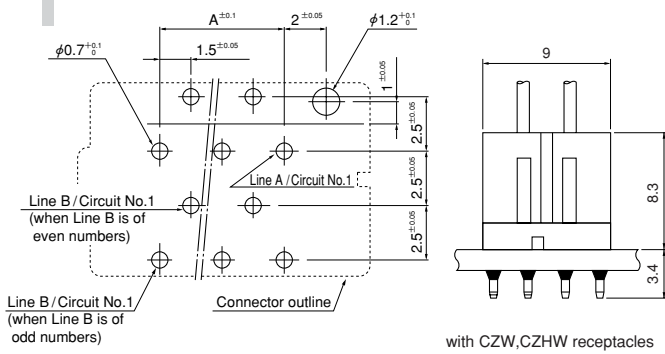 A±0.1
2±0.05
φ1.2+0.1 0
φ0.7+0.1 0
1.5±0.05
1±0.05
2.5±0.05
2.5±0.05
2.5±0.05
Line A / Circuit No.1
Line B / Circuit No.1
(when Line B is of
even numbers)
Line B / Circuit No.1
(when Line B is of
odd numbers)
Connector outline
9
8.3
3.4
with CZW,CZHW receptacles